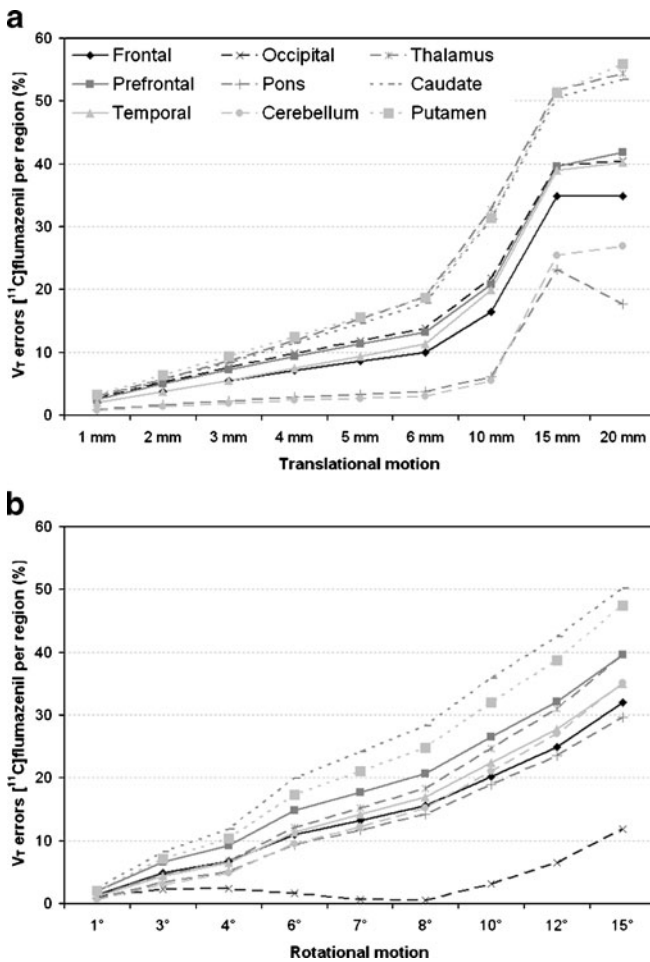 a
60
50
40
30
20
10
0
V_T errors [¹¹C]flumazenil per region (%)
Frontal Occipital Thalamus
Prefrontal Pons Caudate
Temporal Cerebellum Putamen
1 mm 2 mm 3 mm 4 mm 5 mm 6 mm 10 mm 15 mm 20 mm
Translational motion
b
60
50
40
30
20
10
0
V_T errors [¹¹C]flumazenil per region (%)
1° 3° 4° 6° 7° 8° 10° 12° 15°
Rotational motion